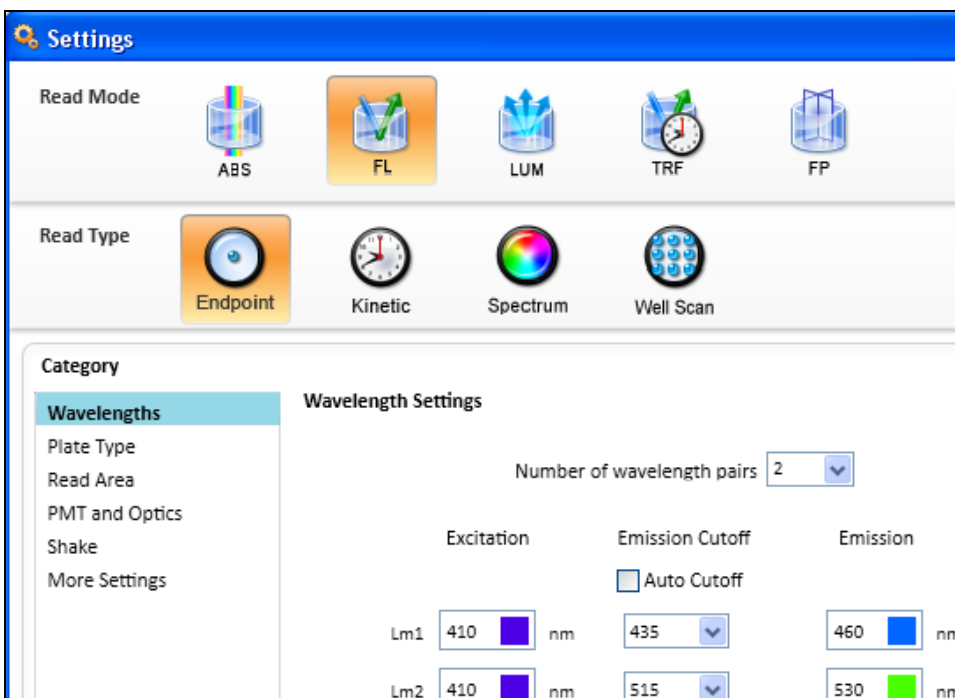 Settings
Read Mode
ABS FL LUM TRF FP
Read Type
Endpoint Kinetic Spectrum Well Scan
Category
Wavelengths
Plate Type
Read Area
PMT and Optics
Shake
More Settings
Wavelength Settings
Number of wavelength pairs 2
Excitation Emission Cutoff Emission
Auto Cutoff
Lm1 410 nm 435 460
Lm2 410 nm 515 530